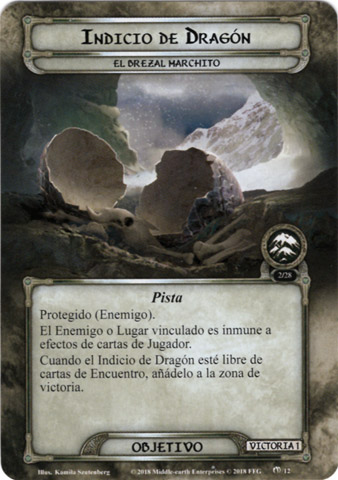 Indicio de Dragón
El Brezal Marchito
2/28
Pista
Protegido (Enemigo).
El Enemigo o Lugar vinculado es inmune a
efectos de cartas de Jugador.
Cuando el Indicio de Dragón esté libre de
cartas de Encuentro, añádelo a la zona de
victoria.
Objetivo
Victoria 1
Illus. Kamila Szutenberg
©2018 Middle-earth Enterprises © 2018 FFG
12